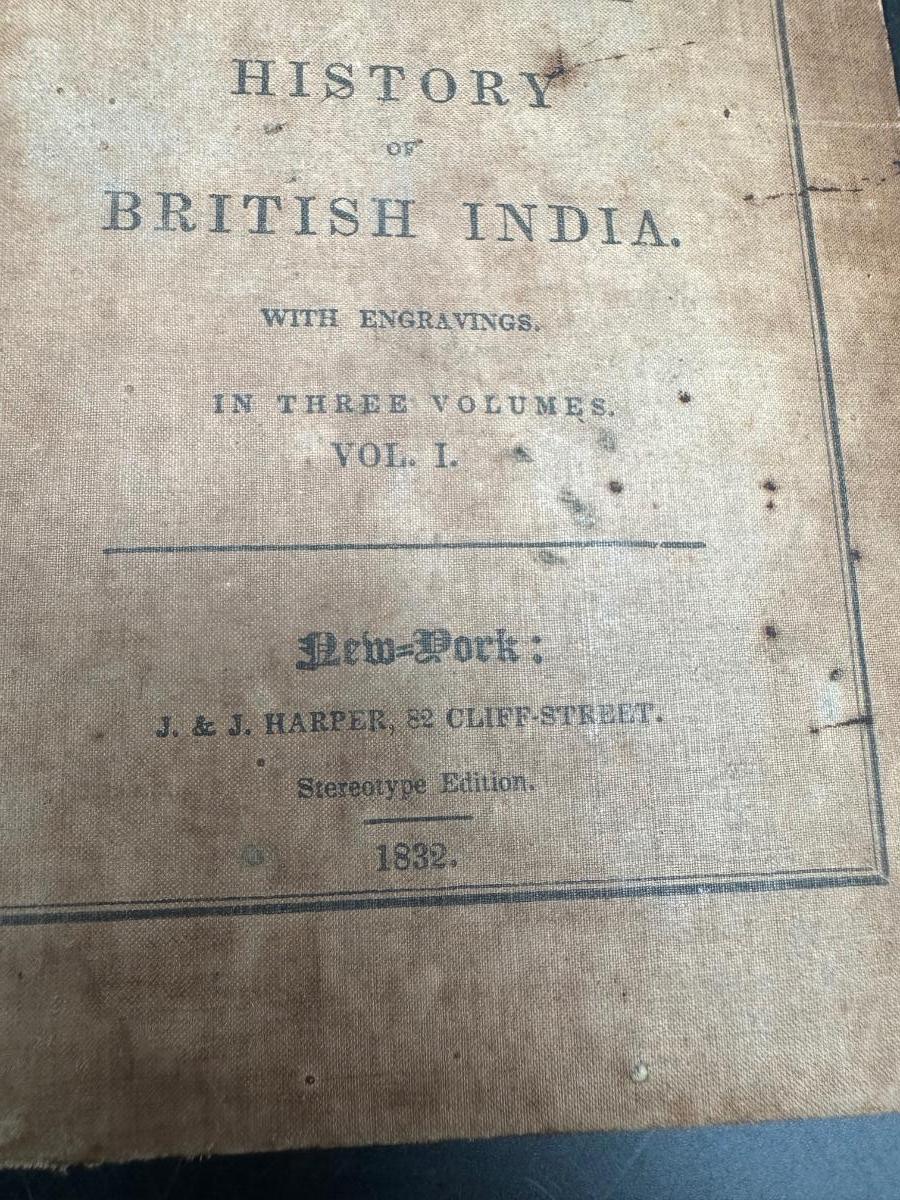 HISTORY
OF
BRITISH INDIA.
WITH ENGRAVINGS.
IN THREE VOLUMES.
VOL. I.
New-York:
J. & J. HARPER, 82 CLIFF-STREET.
Stereotype Edition.
1832.